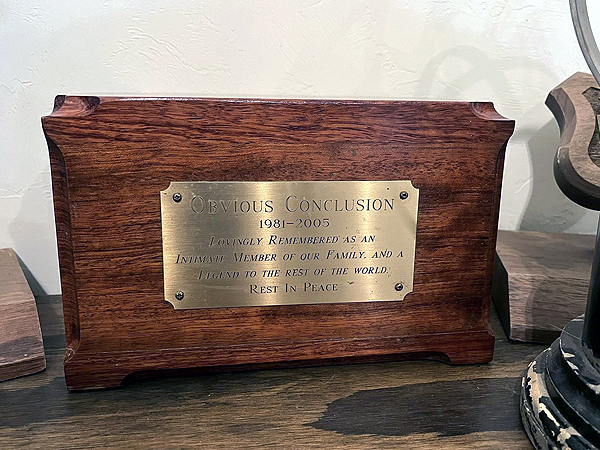 Obvious Conclusion
1981-2005
Lovingly Remembered as an
Intimate Member of our Family, and a
Legend to the rest of the world.
Rest In Peace